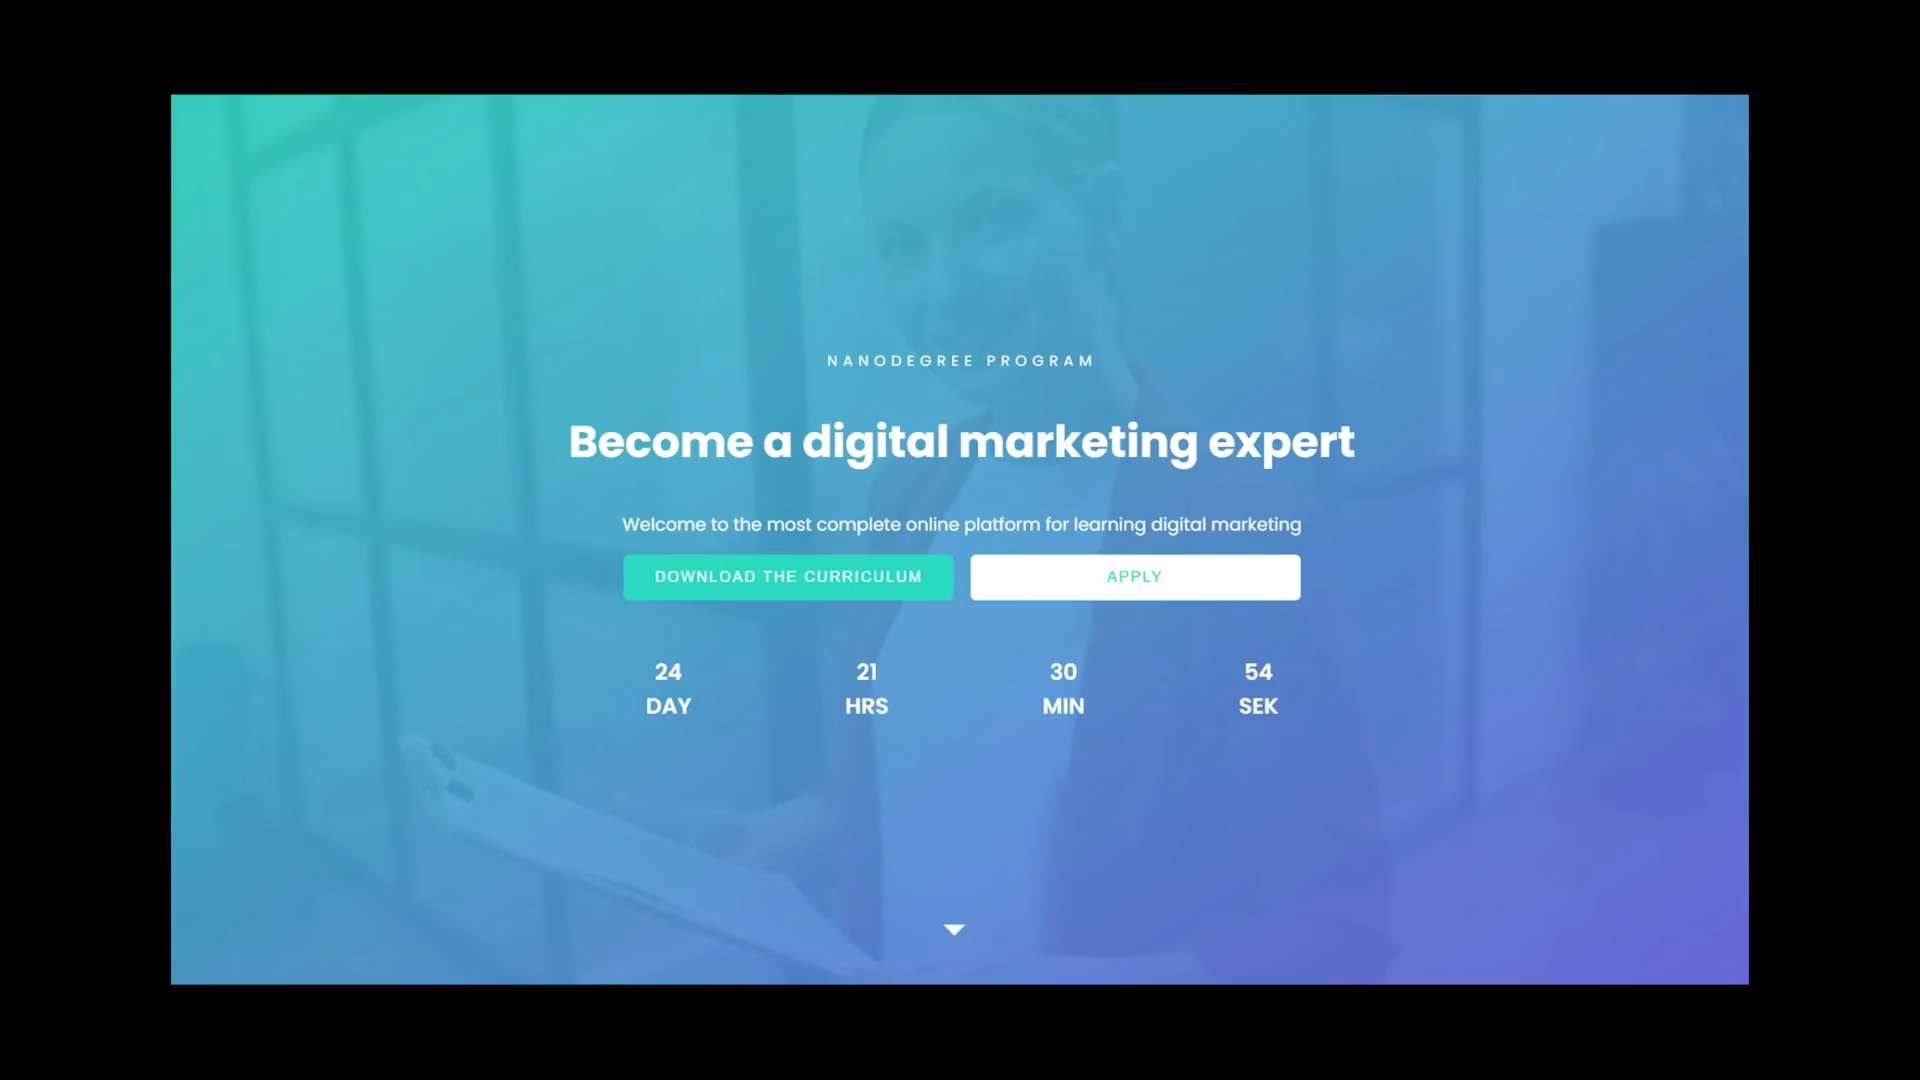 NANODEGREE PROGRAM
Become a digital marketing expert
Welcome to the most complete online platform for learning digital marketing
DOWNLOAD THE CURRICULUM APPLY
24 21 30 54
DAY HRS MIN SEK